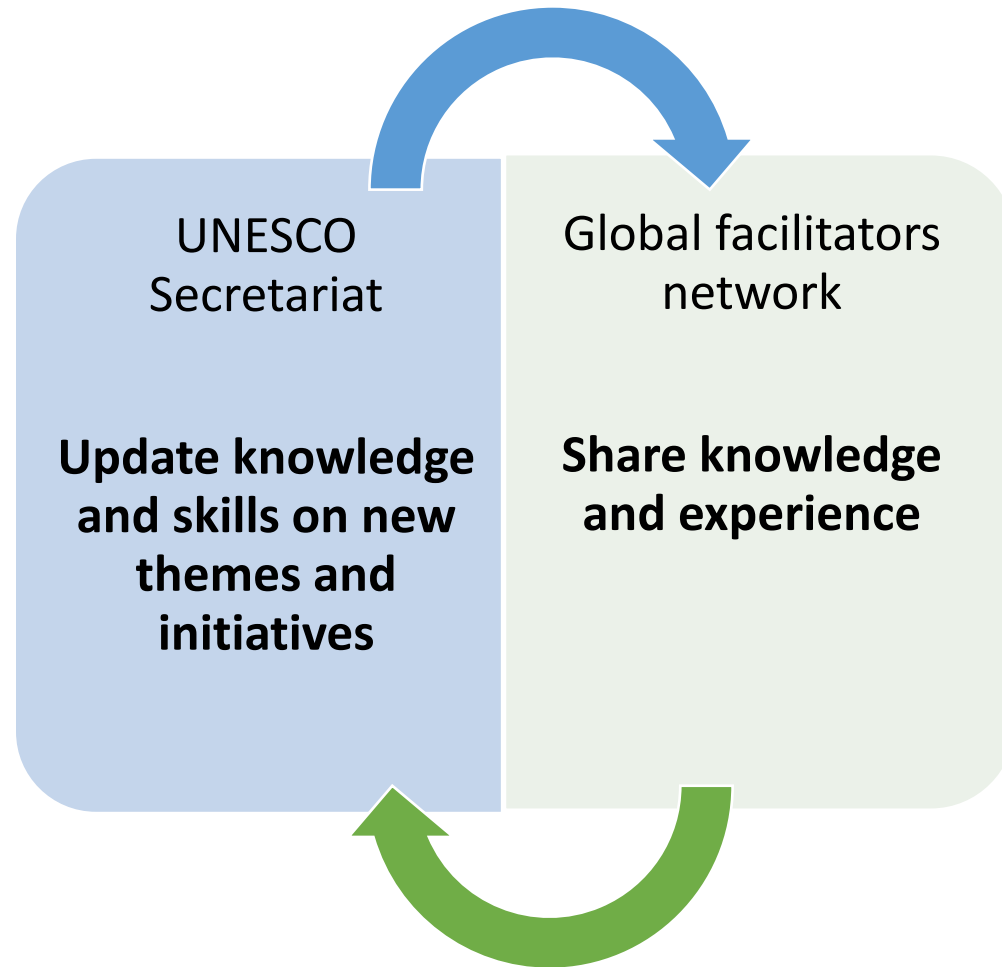 UNESCO
Secretariat
Update knowledge
and skills on new
themes and
initiatives
Global facilitators
network
Share knowledge
and experience